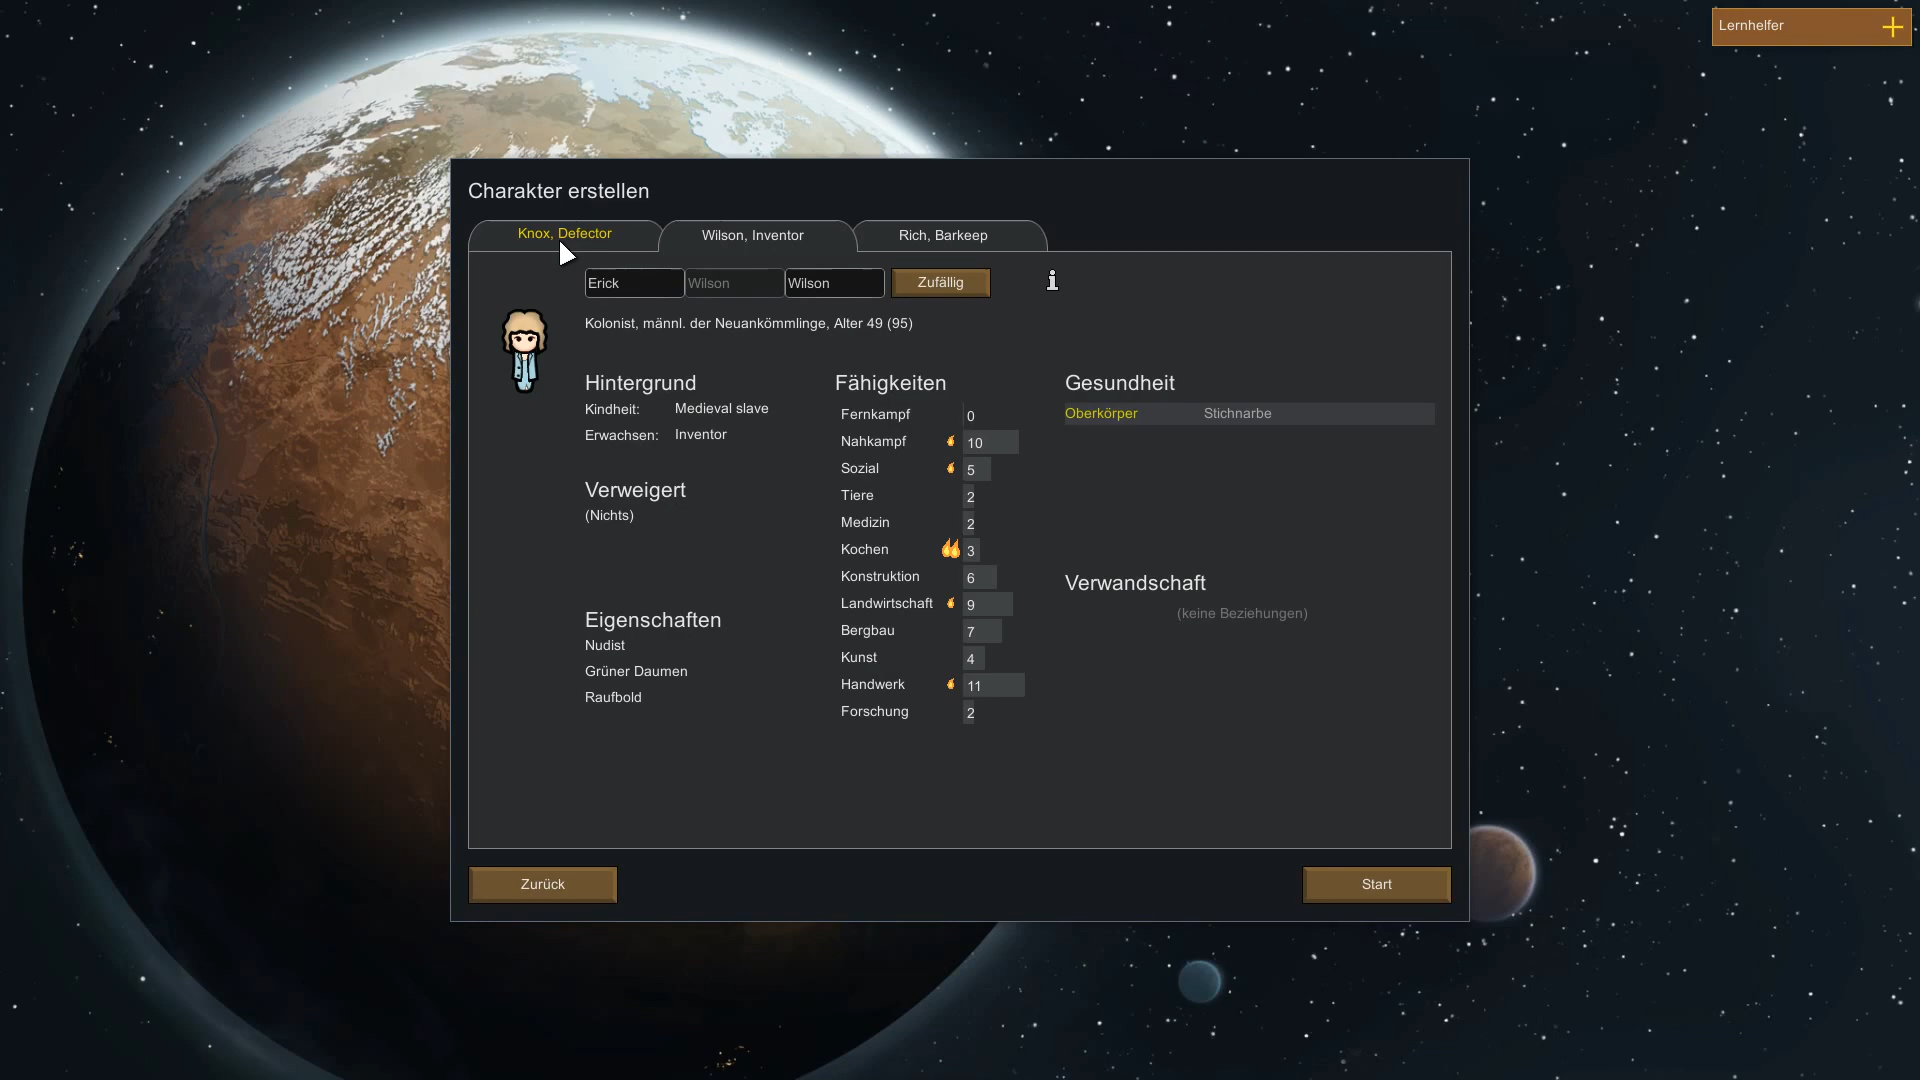 Lernhelfer
Charakter erstellen
Knox, Defector
Wilson, Inventor
Rich, Barkeep
Erick
Wilson
Wilson
Zufällig
Kolonist, männl. der Neuankömmlinge, Alter 49 (95)
Hintergrund
Kindheit: Medieval slave
Erwachsen: Inventor
Verweigert
(Nichts)
Eigenschaften
Nudist
Grüner Daumen
Raufbold
Fähigkeiten
Fernkampf 0
Nahkampf 10
Sozial 5
Tiere 2
Medizin 2
Kochen 3
Konstruktion 6
Landwirtschaft 9
Bergbau 7
Kunst 4
Handwerk 11
Forschung 2
Gesundheit
Oberkörper Stichnarbe
Verwandschaft
(keine Beziehungen)
Zurück
Start